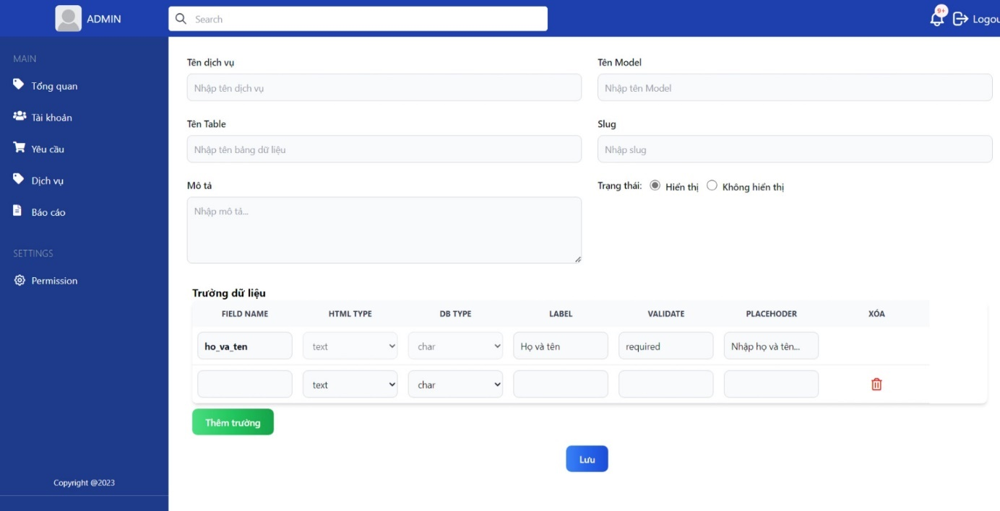 ADMIN
Search
9+
Logou
MAIN
Tổng quan
Tài khoản
Yêu cầu
Dịch vụ
Báo cáo
SETTINGS
Permission
Copyright @2023
Tên dịch vụ
Tên Model
Nhập tên dịch vụ
Nhập tên Model
Tên Table
Slug
Nhập tên bảng dữ liệu
Nhập slug
Mô tả
Trạng thái: Hiển thị Không hiển thị
Nhập mô tả...
Trường dữ liệu
FIELD NAME HTML TYPE DB TYPE LABEL VALIDATE PLACEHODER XÓA
ho_va_ten text char Họ và tên required Nhập họ và tên...
text char
Thêm trường
Lưu